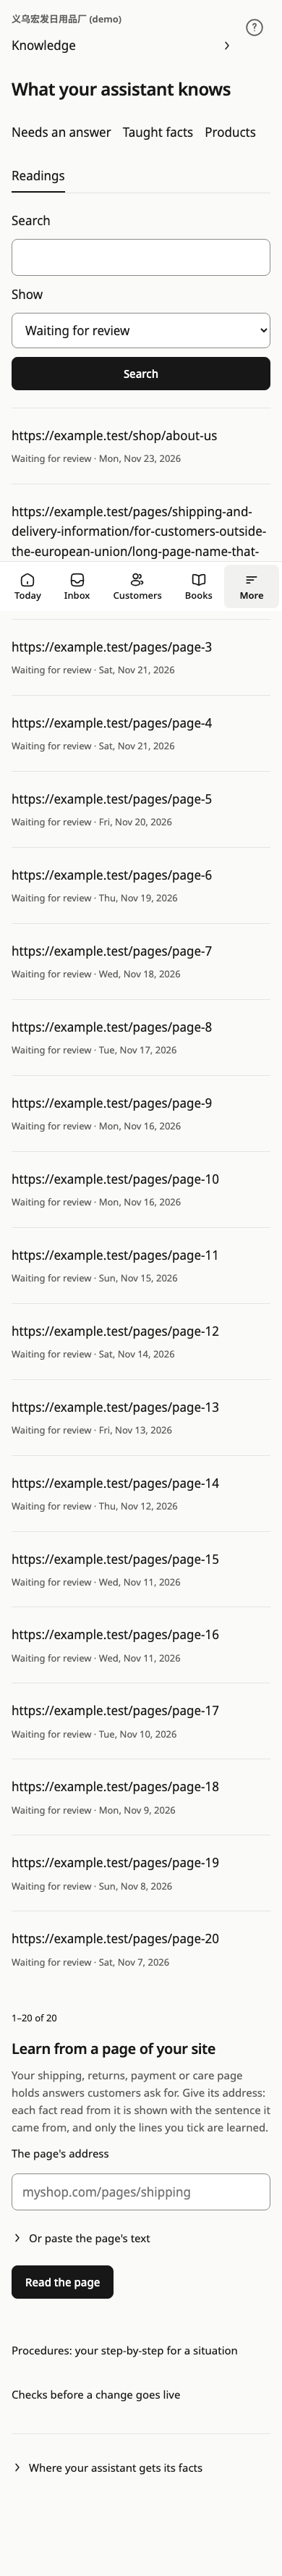 义乌宏发日用品厂 (demo)
Knowledge
What your assistant knows
Needs an answer Taught facts Products
Readings
Search
Show
Waiting for review
Search
https://example.test/shop/about-us
Waiting for review · Mon, Nov 23, 2026
https://example.test/pages/shipping-and-
delivery-information/for-customers-outside-
the-european-union/long-page-name-that-
Today Inbox Customers Books More
https://example.test/pages/page-3
Waiting for review · Sat, Nov 21, 2026
https://example.test/pages/page-4
Waiting for review · Sat, Nov 21, 2026
https://example.test/pages/page-5
Waiting for review · Fri, Nov 20, 2026
https://example.test/pages/page-6
Waiting for review · Thu, Nov 19, 2026
https://example.test/pages/page-7
Waiting for review · Wed, Nov 18, 2026
https://example.test/pages/page-8
Waiting for review · Tue, Nov 17, 2026
https://example.test/pages/page-9
Waiting for review · Mon, Nov 16, 2026
https://example.test/pages/page-10
Waiting for review · Mon, Nov 16, 2026
https://example.test/pages/page-11
Waiting for review · Sun, Nov 15, 2026
https://example.test/pages/page-12
Waiting for review · Sat, Nov 14, 2026
https://example.test/pages/page-13
Waiting for review · Fri, Nov 13, 2026
https://example.test/pages/page-14
Waiting for review · Thu, Nov 12, 2026
https://example.test/pages/page-15
Waiting for review · Wed, Nov 11, 2026
https://example.test/pages/page-16
Waiting for review · Wed, Nov 11, 2026
https://example.test/pages/page-17
Waiting for review · Tue, Nov 10, 2026
https://example.test/pages/page-18
Waiting for review · Mon, Nov 9, 2026
https://example.test/pages/page-19
Waiting for review · Sun, Nov 8, 2026
https://example.test/pages/page-20
Waiting for review · Sat, Nov 7, 2026
1–20 of 20
Learn from a page of your site
Your shipping, returns, payment or care page
holds answers customers ask for. Give its address:
each fact read from it is shown with the sentence it
came from, and only the lines you tick are learned.
The page's address
myshop.com/pages/shipping
Or paste the page's text
Read the page
Procedures: your step-by-step for a situation
Checks before a change goes live
Where your assistant gets its facts